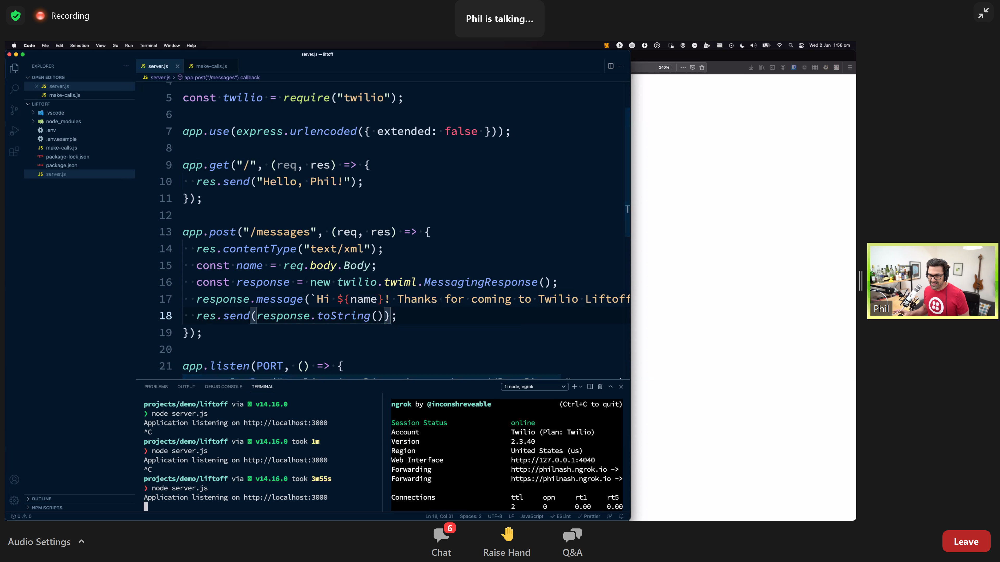 Recording
Phil is talking...
Code File Edit Selection View Go Run Terminal Window Help
Wed 2 Jun 1:56 pm
server.js — liftoff
240%
EXPLORER
OPEN EDITORS
JS server.js
JS make-calls.js
LIFTOFF
.vscode
node_modules
.env
.env.example
JS make-calls.js
package-lock.json
package.json
JS server.js
OUTLINE
NPM SCRIPTS
JS server.js
JS make-calls.js
JS server.js > app.post("/messages") callback
5 const twilio = require("twilio");
6
7 app.use(express.urlencoded({ extended: false }));
8
9 app.get("/", (req, res) => {
10 res.send("Hello, Phil!");
11 });
12
13 app.post("/messages", (req, res) => {
14 res.contentType("text/xml");
15 const name = req.body.Body;
16 const response = new twilio.twiml.MessagingResponse();
17 response.message(`Hi ${name}! Thanks for coming to Twilio Liftoff
18 res.send(response.toString());
19 });
20
21 app.listen(PORT, () => {
PROBLEMS OUTPUT DEBUG CONSOLE TERMINAL
1: node, ngrok
projects/demo/liftoff via v14.16.0
❯ node server.js
Application listening on http://localhost:3000
^C
projects/demo/liftoff via v14.16.0 took 1m
❯ node server.js
Application listening on http://localhost:3000
^C
projects/demo/liftoff via v14.16.0 took 3m55s
❯ node server.js
Application listening on http://localhost:3000
ngrok by @inconshreveable (Ctrl+C to quit)
Session Status online
Account Twilio (Plan: Twilio)
Version 2.3.40
Region United States (us)
Web Interface http://127.0.0.1:4040
Forwarding http://philnash.ngrok.io ->
Forwarding https://philnash.ngrok.io ->
Connections ttl opn rt1 rt5
2 0 0.00 0.00
0 0
Ln 18, Col 31 Spaces: 2 UTF-8 LF JavaScript ESLint Prettier
Phil
Audio Settings
6
Chat
Raise Hand
Q&A
Leave